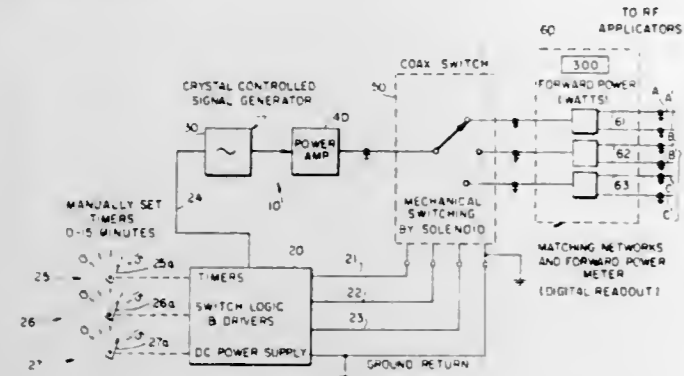 TO RF
APPLICATORS
60
300
FORWARD POWER
(WATTS)
COAX SWITCH
50
CRYSTAL CONTROLLED
SIGNAL GENERATOR
30
40
POWER
AMP
10
A
A'
61
B
62
B'
63
C
C'
24
MANUALLY SET
TIMERS
0-15 MINUTES
MECHANICAL
SWITCHING
BY SOLENOID
MATCHING NETWORKS
AND FORWARD POWER
METER
(DIGITAL READOUT)
20
21
25
25a
TIMERS
22
26
26a
SWITCH LOGIC
& DRIVERS
23
27
27a
DC POWER SUPPLY
GROUND RETURN